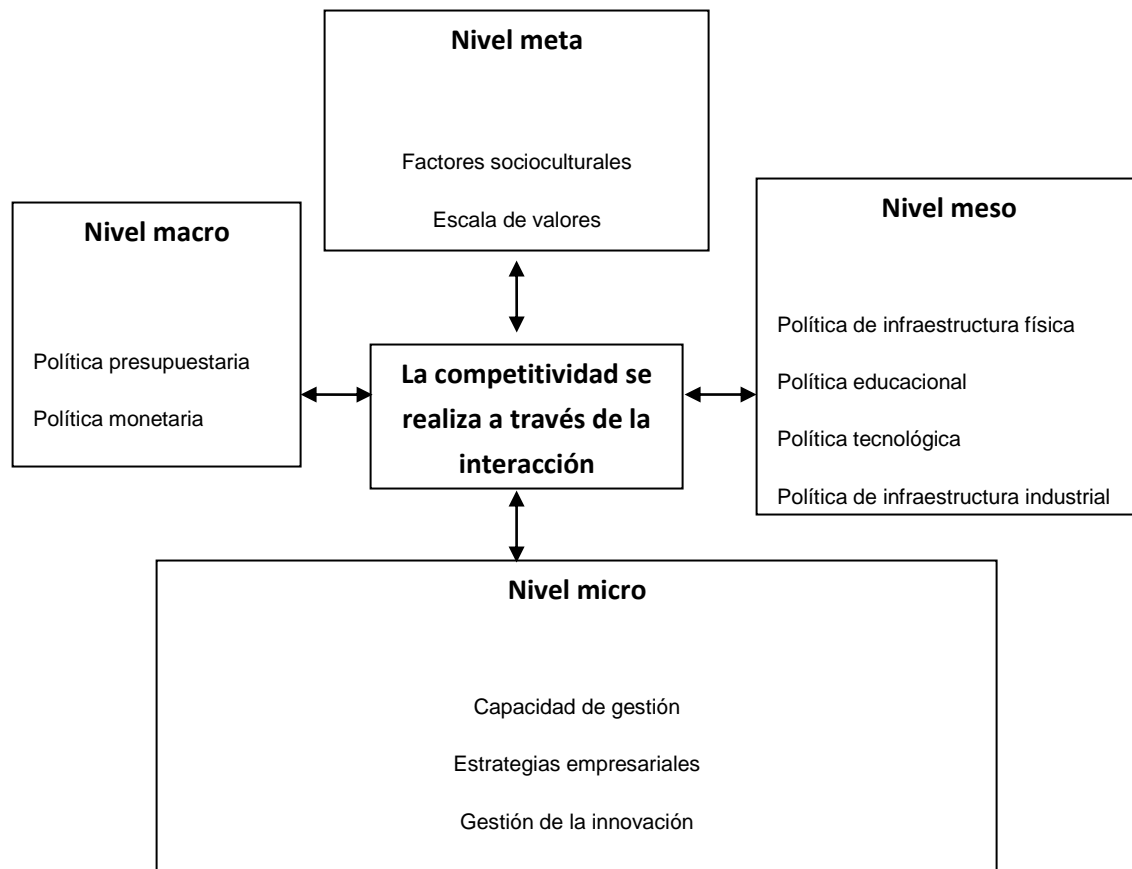 Nivel meta
Factores socioculturales
Escala de valores
Nivel macro
Política presupuestaria
Política monetaria
La competitividad se
realiza a través de la
interacción
Nivel meso
Política de infraestructura física
Política educacional
Política tecnológica
Política de infraestructura industrial
Nivel micro
Capacidad de gestión
Estrategias empresariales
Gestión de la innovación